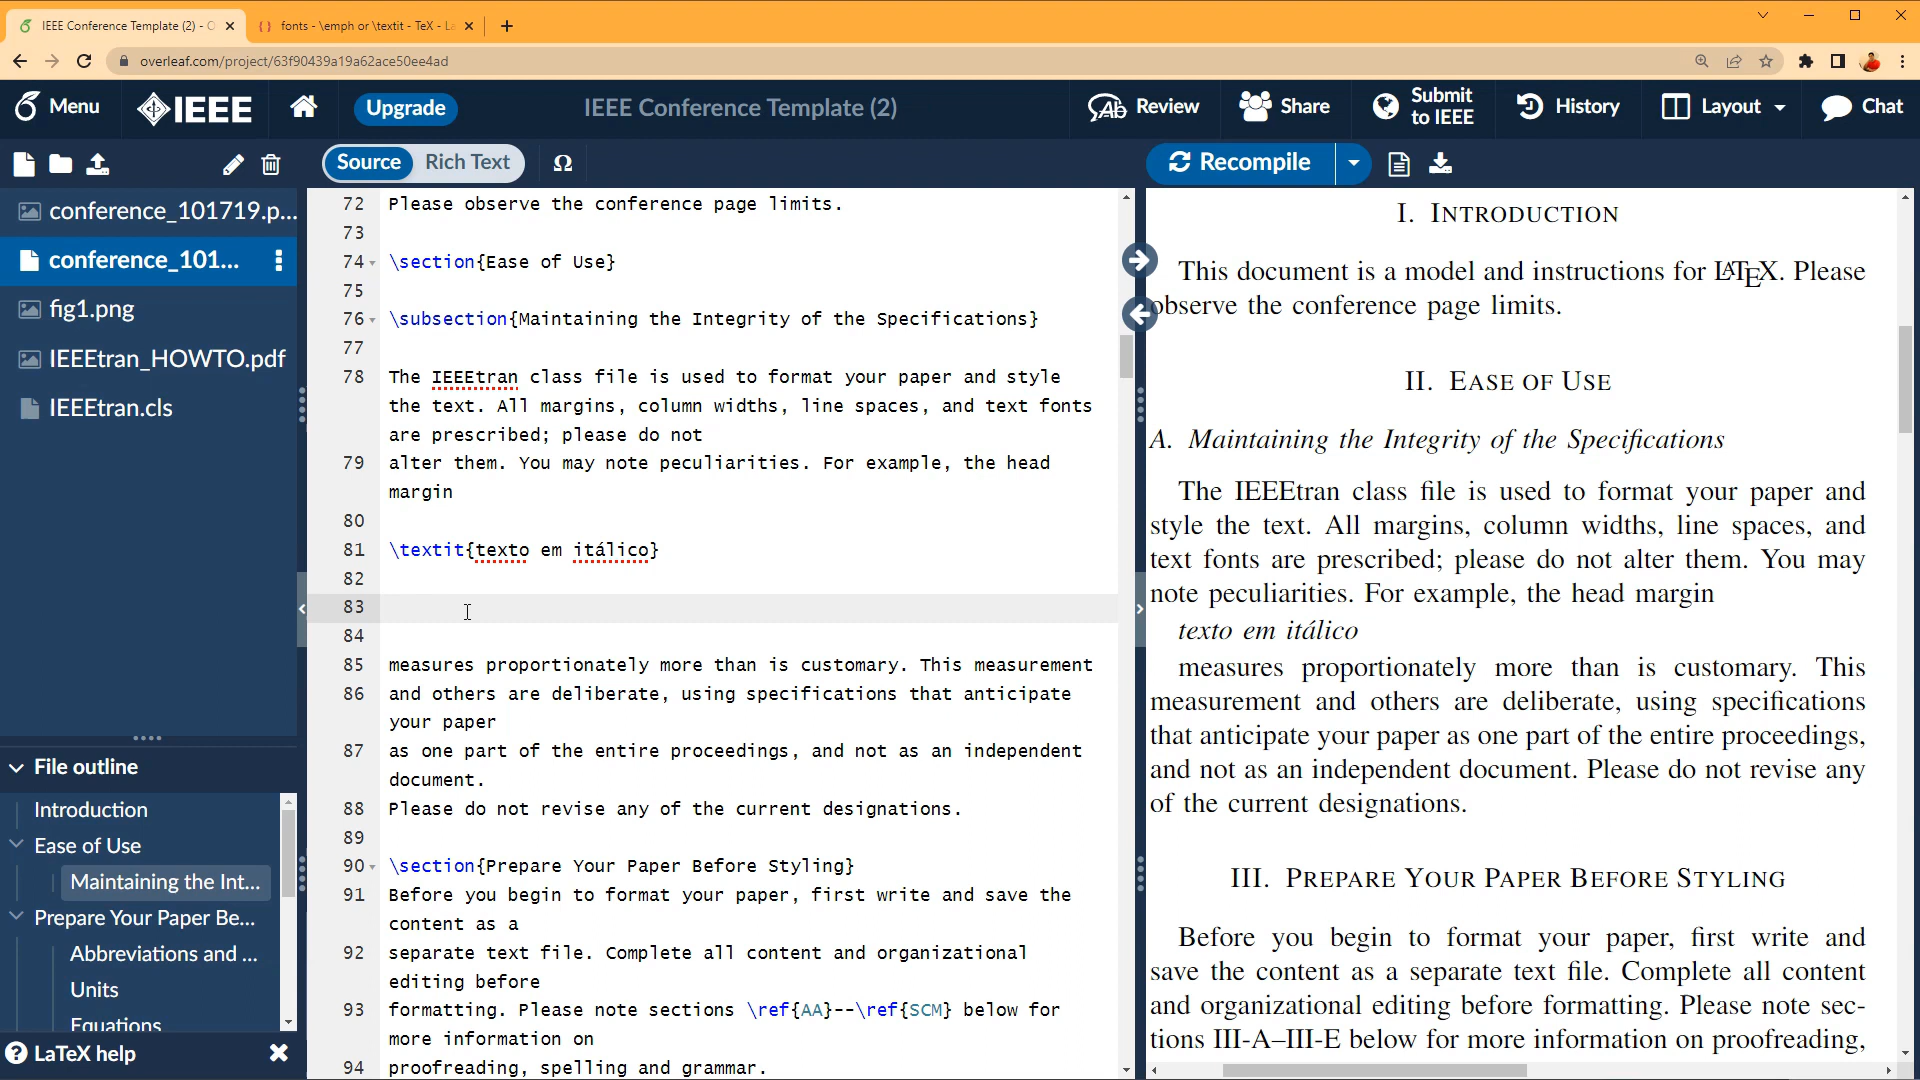 IEEE Conference Template (2) - O
fonts - \emph or \textit - TeX - La
overleaf.com/project/63f90439a19a62ace50ee4ad
Menu
IEEE
Upgrade
IEEE Conference Template (2)
Review
Share
Submit
to IEEE
History
Layout
Chat
Source
Rich Text
Ω
Recompile
conference_101719.p...
conference_101...
fig1.png
IEEEtran_HOWTO.pdf
IEEEtran.cls
File outline
Introduction
Ease of Use
Maintaining the Int...
Prepare Your Paper Be...
Abbreviations and ...
Units
Equations
LaTeX help
72 Please observe the conference page limits.
73
74 \section{Ease of Use}
75
76 \subsection{Maintaining the Integrity of the Specifications}
77
78 The IEEEtran class file is used to format your paper and style
the text. All margins, column widths, line spaces, and text fonts
are prescribed; please do not
79 alter them. You may note peculiarities. For example, the head
margin
80
81 \textit{texto em itálico}
82
83
84
85 measures proportionately more than is customary. This measurement
86 and others are deliberate, using specifications that anticipate
your paper
87 as one part of the entire proceedings, and not as an independent
document.
88 Please do not revise any of the current designations.
89
90 \section{Prepare Your Paper Before Styling}
91 Before you begin to format your paper, first write and save the
content as a
92 separate text file. Complete all content and organizational
editing before
93 formatting. Please note sections \ref{AA}--\ref{SCM} below for
more information on
94 proofreading, spelling and grammar.
I. INTRODUCTION
This document is a model and instructions for LATEX. Please
observe the conference page limits.
II. EASE OF USE
A. Maintaining the Integrity of the Specifications
The IEEEtran class file is used to format your paper and
style the text. All margins, column widths, line spaces, and
text fonts are prescribed; please do not alter them. You may
note peculiarities. For example, the head margin
texto em itálico
measures proportionately more than is customary. This
measurement and others are deliberate, using specifications
that anticipate your paper as one part of the entire proceedings,
and not as an independent document. Please do not revise any
of the current designations.
III. PREPARE YOUR PAPER BEFORE STYLING
Before you begin to format your paper, first write and
save the content as a separate text file. Complete all content
and organizational editing before formatting. Please note sec-
tions III-A–III-E below for more information on proofreading,